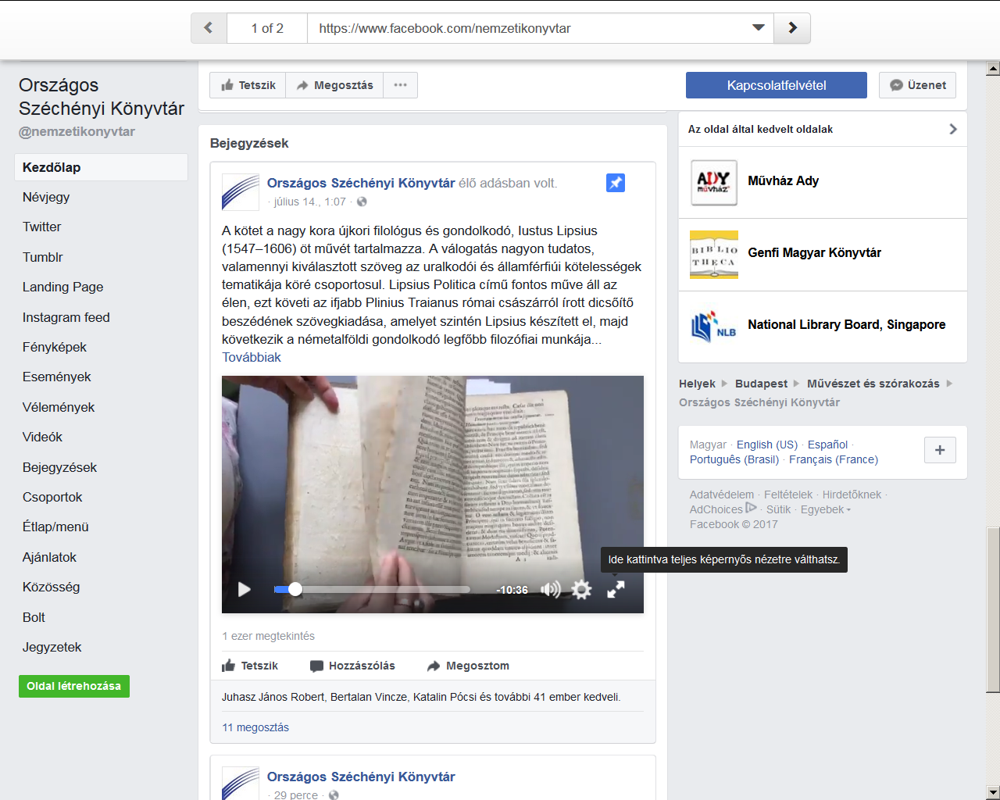 1 of 2
https://www.facebook.com/nemzetikonyvtar
Országos
Széchényi Könyvtár
@nemzetikonyvtar
Kezdőlap
Névjegy
Twitter
Tumblr
Landing Page
Instagram feed
Fényképek
Események
Vélemények
Videók
Bejegyzések
Csoportok
Étlap/menü
Ajánlatok
Közösség
Bolt
Jegyzetek
Oldal létrehozása
Tetszik
Megosztás
Kapcsolatfelvétel
Üzenet
Bejegyzések
Országos Széchényi Könyvtár élő adásban volt.
· július 14., 1:07 ·
A kötet a nagy kora újkori filológus és gondolkodó, Iustus Lipsius
(1547–1606) öt művét tartalmazza. A válogatás nagyon tudatos,
valamennyi kiválasztott szöveg az uralkodói és államférfiúi kötelességek
tematikája köré csoportosul. Lipsius Politica című fontos műve áll az
élen, ezt követi az ifjabb Plinius Traianus római császárról írott dicsőítő
beszédének szövegkiadása, amelyet szintén Lipsius készített el, majd
következik a németalföldi gondolkodó legfőbb filozófiai munkája...
Továbbiak
-10:36
Ide kattintva teljes képernyős nézetre válthatsz.
1 ezer megtekintés
Tetszik
Hozzászólás
Megosztom
Juhasz János Robert, Bertalan Vincze, Katalin Pócsi és további 41 ember kedveli.
11 megosztás
Országos Széchényi Könyvtár
· 29 perce ·
Az oldal által kedvelt oldalak
ADY
művház
Művház Ady
BIBLIO
THECA
Genfi Magyar Könyvtár
NLB
National Library Board, Singapore
Helyek
Budapest
Művészet és szórakozás
Országos Széchényi Könyvtár
Magyar · English (US) · Español ·
Português (Brasil) · Français (France)
Adatvédelem · Feltételek · Hirdetőknek ·
AdChoices · Sütik · Egyebek
Facebook © 2017